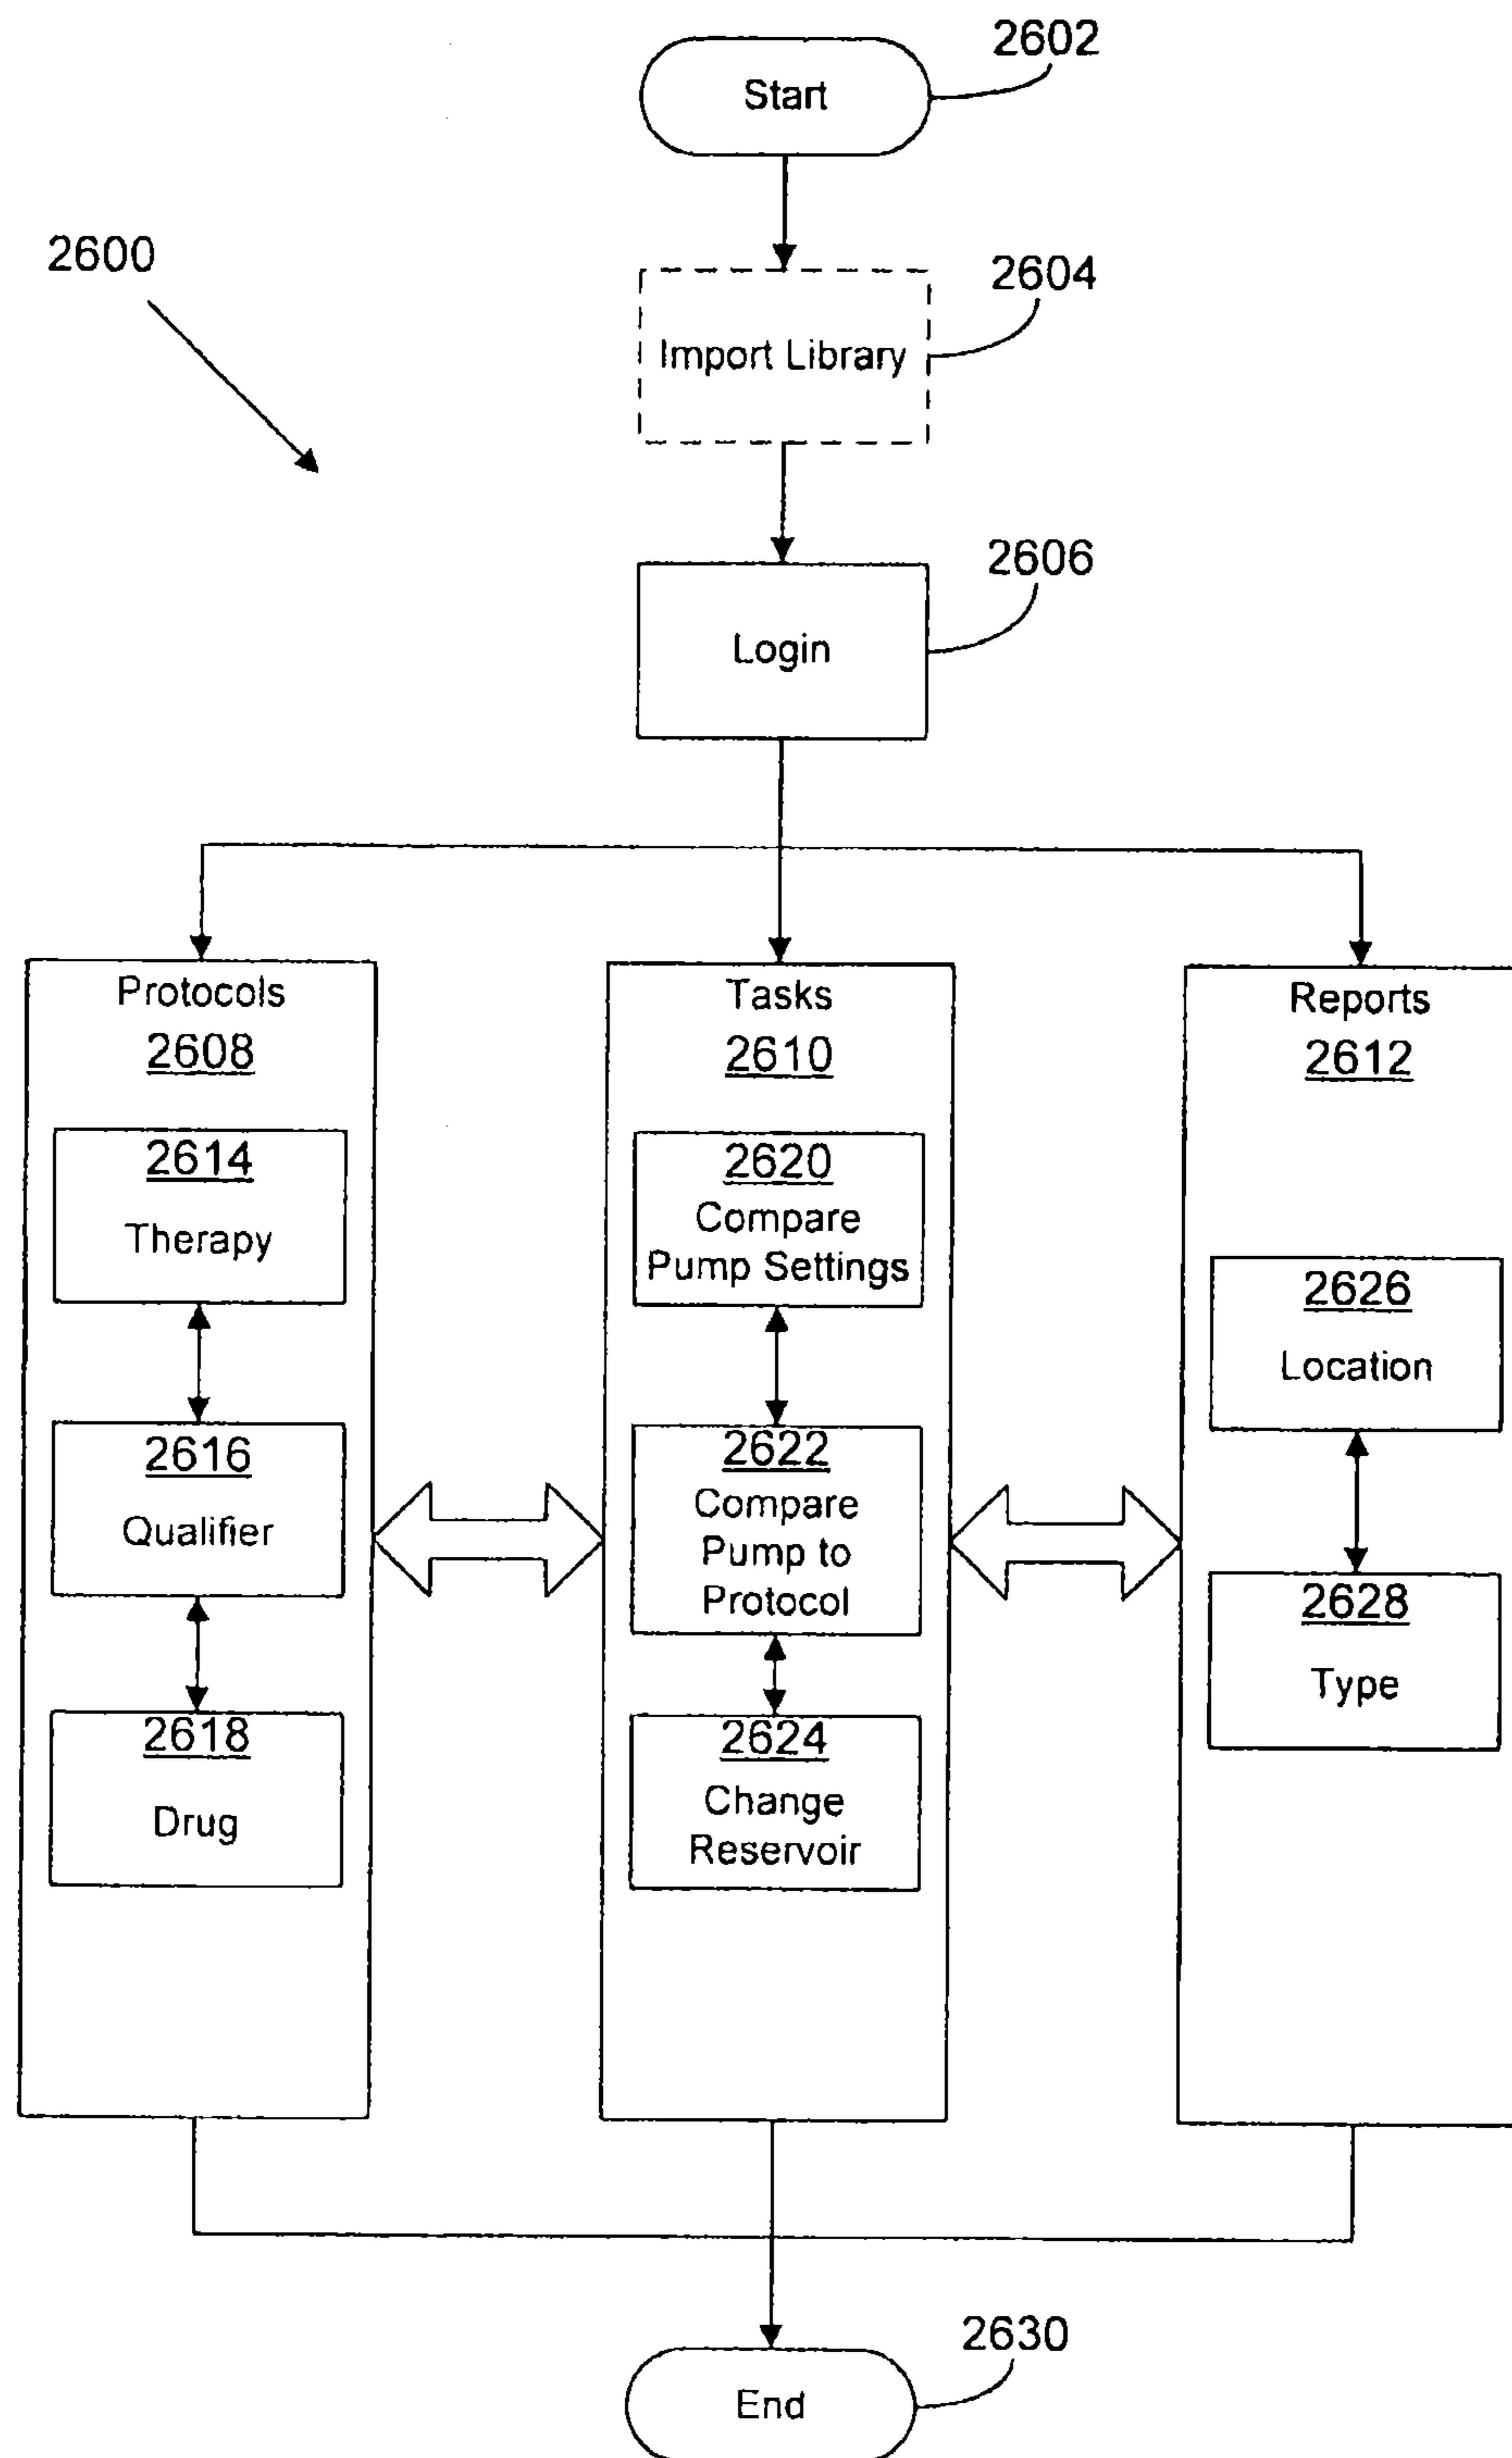 2602
Start
2600
2604
Import Library
2606
Login
Protocols
2608
2614
Therapy
2616
Qualifier
2618
Drug
Tasks
2610
2620
Compare
Pump Settings
2622
Compare
Pump to
Protocol
2624
Change
Reservoir
Reports
2612
2626
Location
2628
Type
2630
End